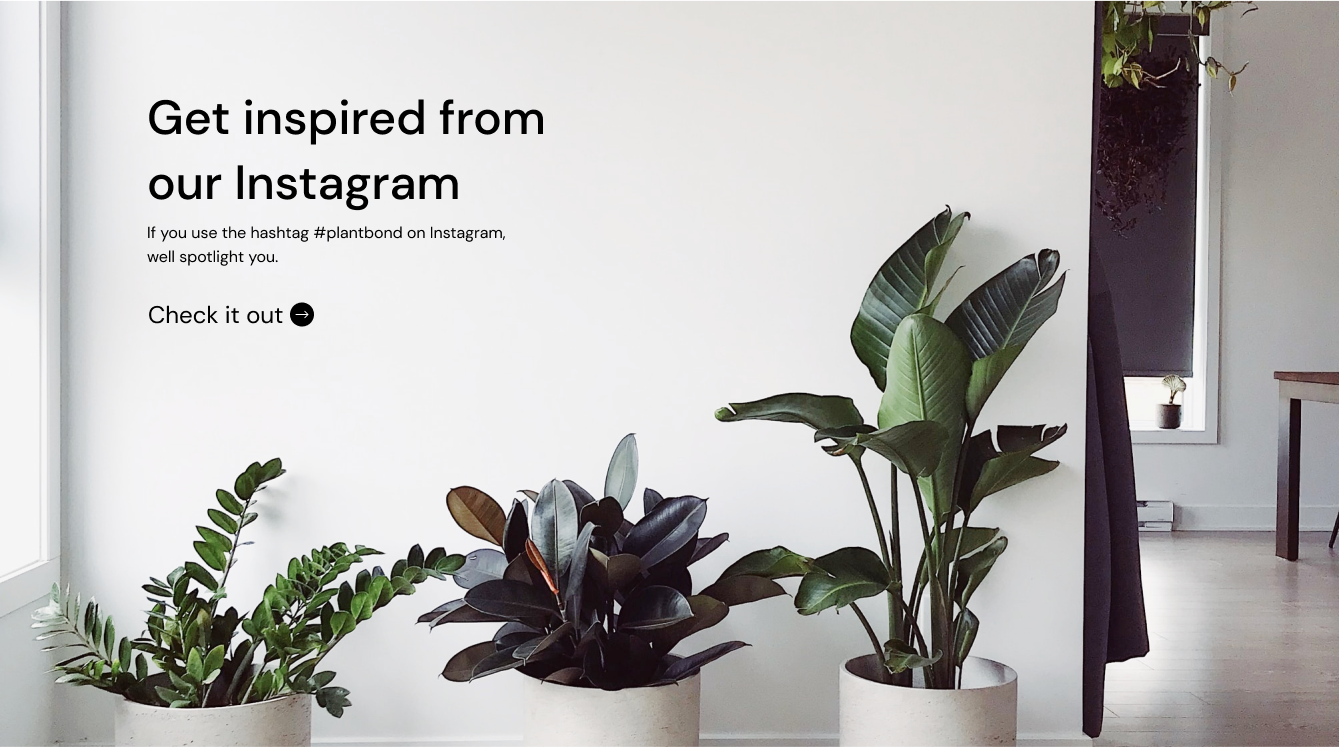 Get inspired from
our Instagram
If you use the hashtag #plantbond on Instagram,
well spotlight you.
Check it out